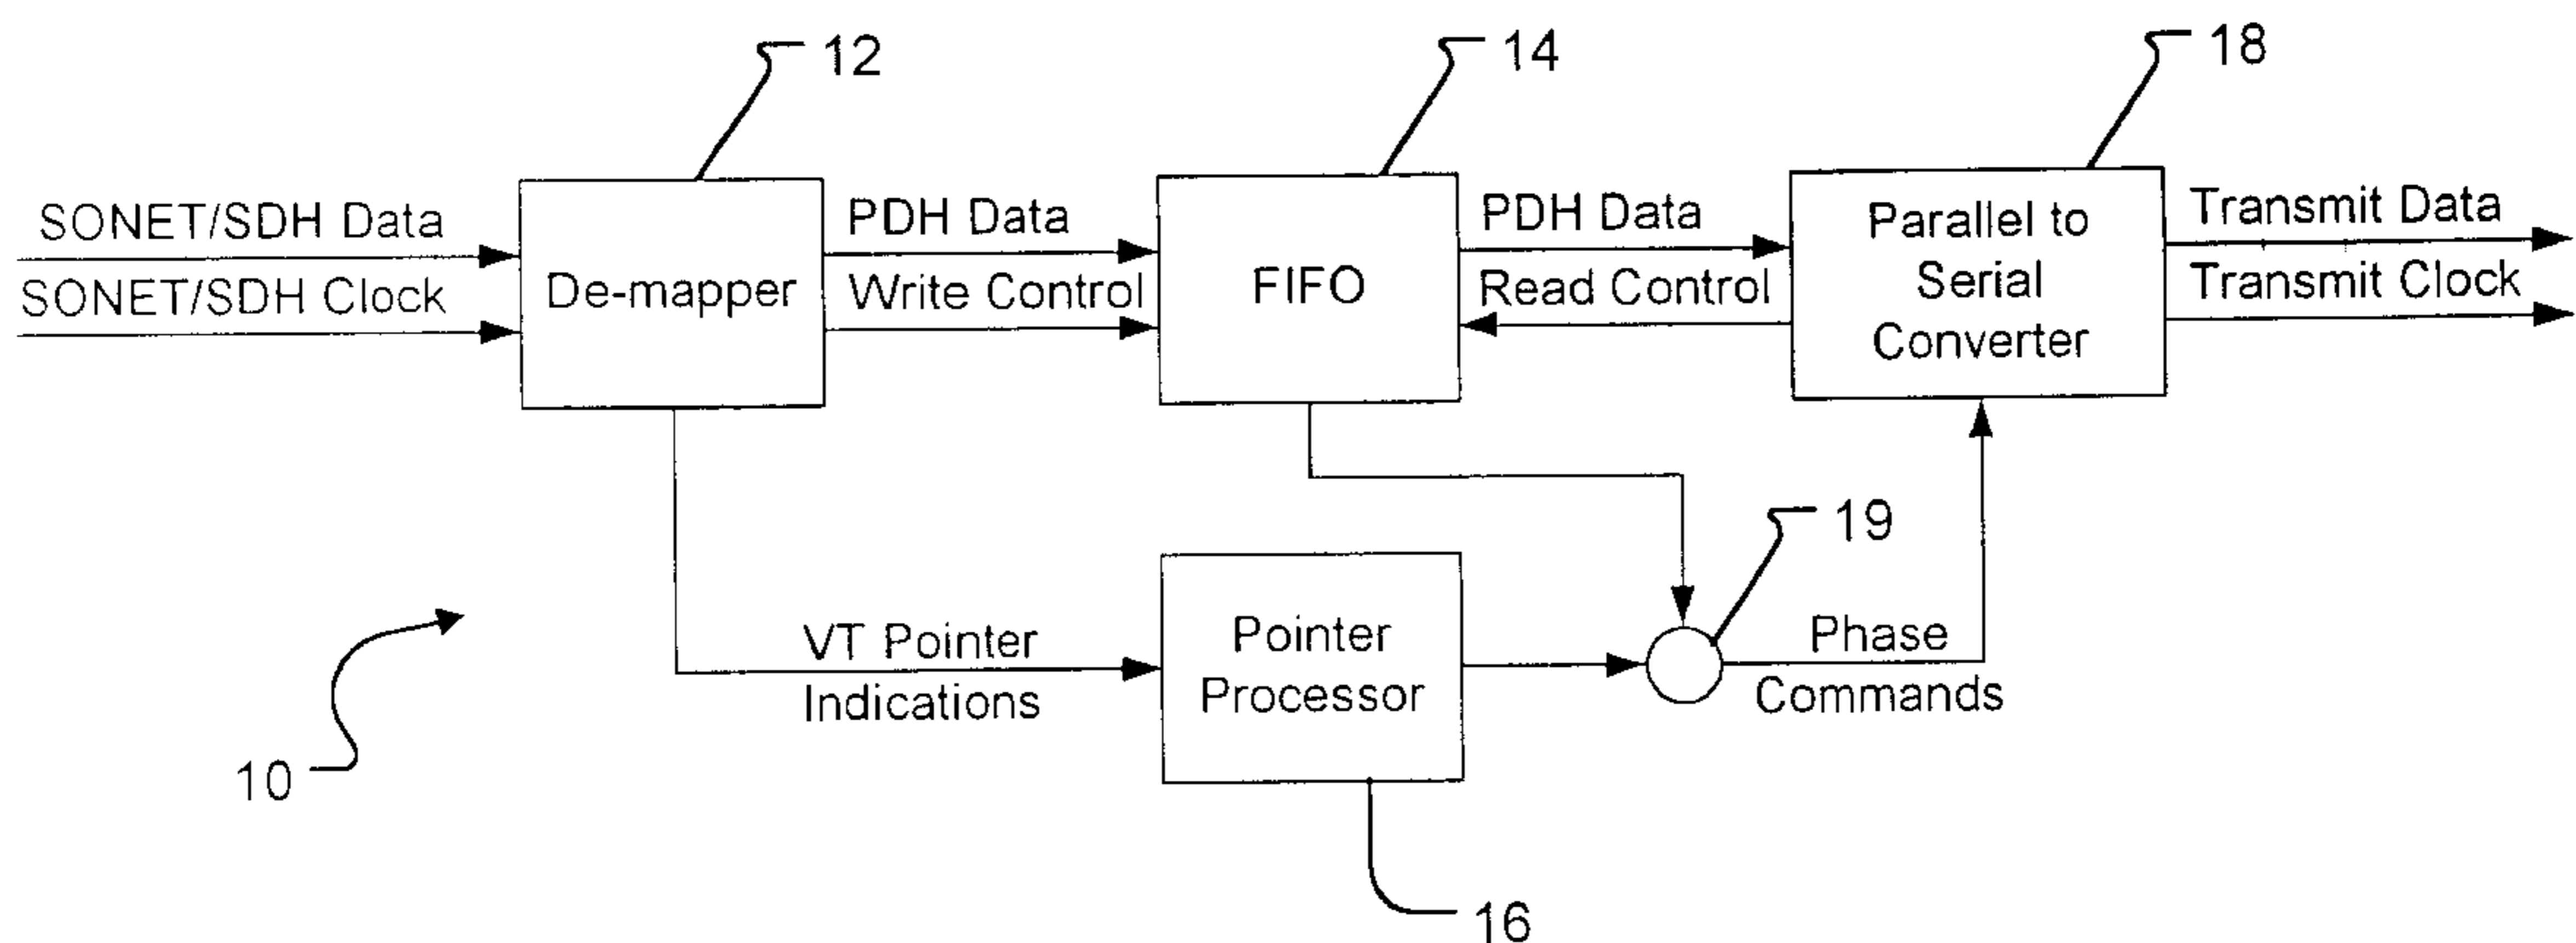 12
14
18
SONET/SDH Data
SONET/SDH Clock
De-mapper
PDH Data
Write Control
FIFO
PDH Data
Read Control
Parallel to
Serial
Converter
Transmit Data
Transmit Clock
19
10
VT Pointer
Indications
Pointer
Processor
Phase
Commands
16